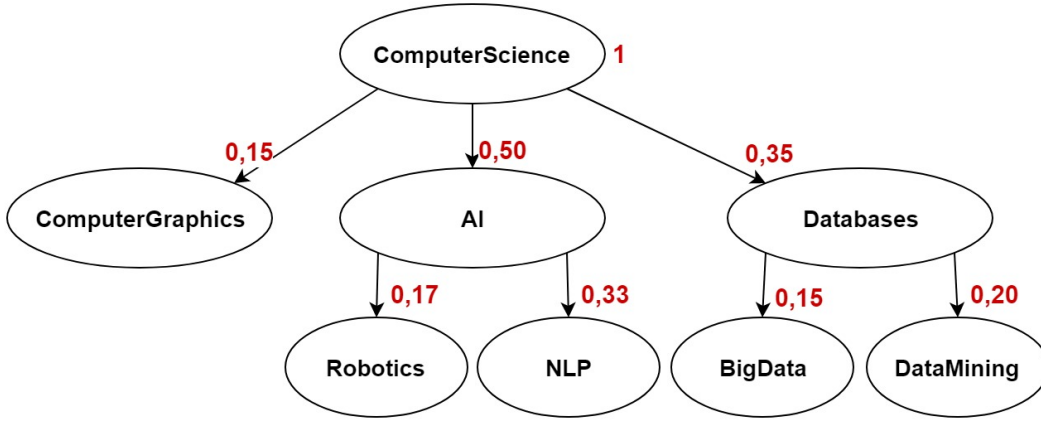 ComputerScience 1
0,15 0,50 0,35
ComputerGraphics AI Databases
0,17 0,33 0,15 0,20
Robotics NLP BigData DataMining